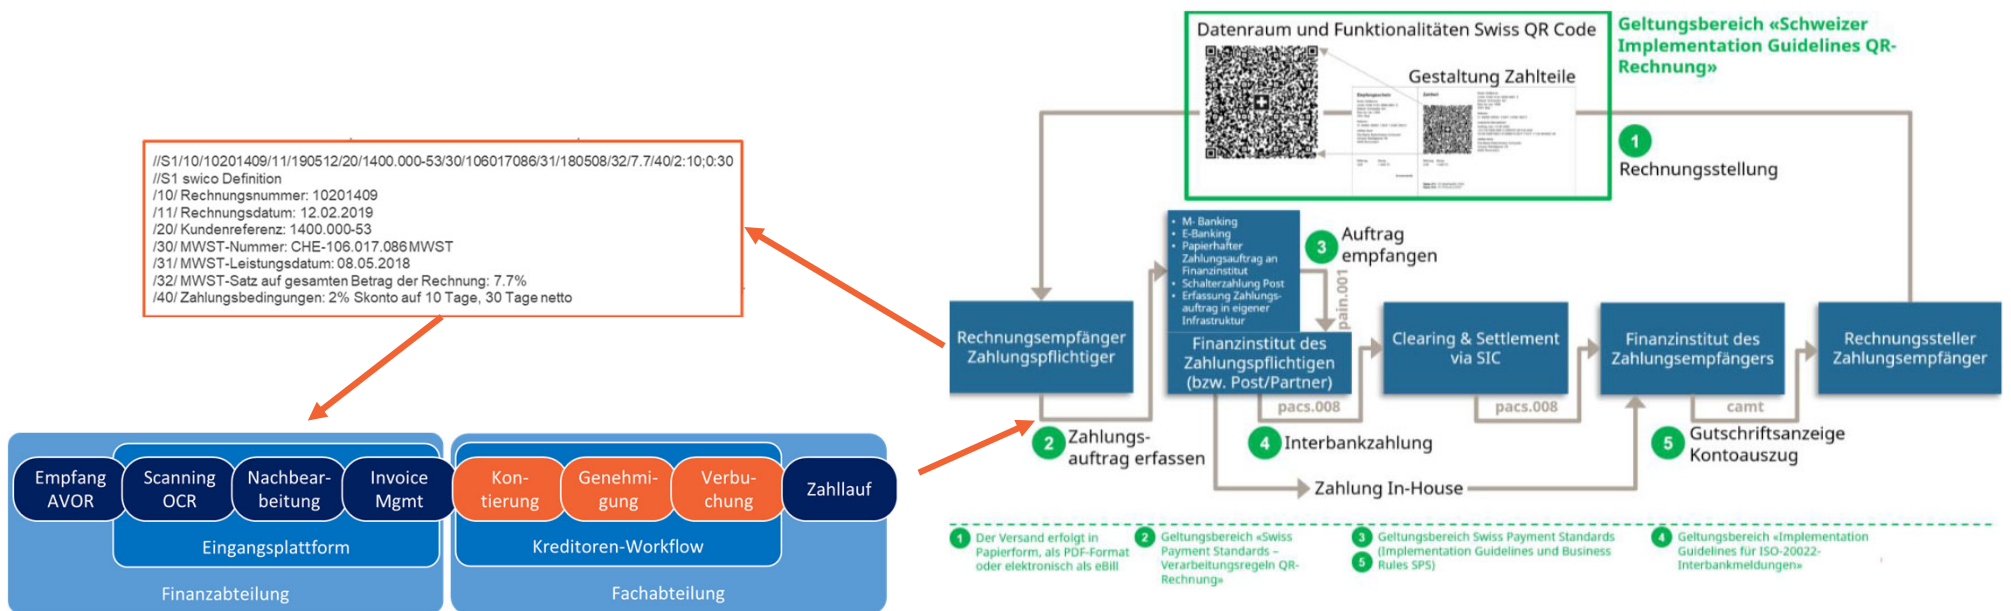 //S1/10/10201409/11/190512/20/1400.000-53/30/106017086/31/180508/32/7.7/40/2:10;0:30
//S1 swico Definition
/10/ Rechnungsnummer: 10201409
/11/ Rechnungsdatum: 12.02.2019
/20/ Kundenreferenz: 1400.000-53
/30/ MWST-Nummer: CHE-106.017.086 MWST
/31/ MWST-Leistungsdatum: 08.05.2018
/32/ MWST-Satz auf gesamten Betrag der Rechnung: 7.7%
/40/ Zahlungsbedingungen: 2% Skonto auf 10 Tage, 30 Tage netto
Empfang
AVOR
Scanning
OCR
Nachbear-
beitung
Invoice
Mgmt
Kon-
tierung
Genehmi-
gung
Verbu-
chung
Zahllauf
Eingangsplattform
Kreditoren-Workflow
Finanzabteilung
Fachabteilung
Datenraum und Funktionalitäten Swiss QR Code
Gestaltung Zahlteile
Empfangsschein
Zahlteil
Geltungsbereich «Schweizer
Implementation Guidelines QR-
Rechnung»
1
Rechnungsstellung
• M- Banking
• E-Banking
• Papierhafter
Zahlungsauftrag an
Finanzinstitut
• Schalterzahlung Post
• Erfassung Zahlungs-
auftrag in eigener
Infrastruktur
3
Auftrag
empfangen
pain.001
Rechnungsempfänger
Zahlungspflichtiger
Finanzinstitut des
Zahlungspflichtigen
(bzw. Post/Partner)
Clearing & Settlement
via SIC
Finanzinstitut des
Zahlungsempfängers
Rechnungssteller
Zahlungsempfänger
pacs.008
pacs.008
camt
2
Zahlungs-
auftrag erfassen
4
Interbankzahlung
5
Gutschriftsanzeige
Kontoauszug
Zahlung In-House
1
Der Versand erfolgt in
Papierform, als PDF-Format
oder elektronisch als eBill
2
Geltungsbereich «Swiss
Payment Standards –
Verarbeitungsregeln QR-
Rechnung»
3
5
Geltungsbereich Swiss Payment Standards
(Implementation Guidelines und Business
Rules SPS)
4
Geltungsbereich «Implementation
Guidelines für ISO-20022-
Interbankmeldungen»